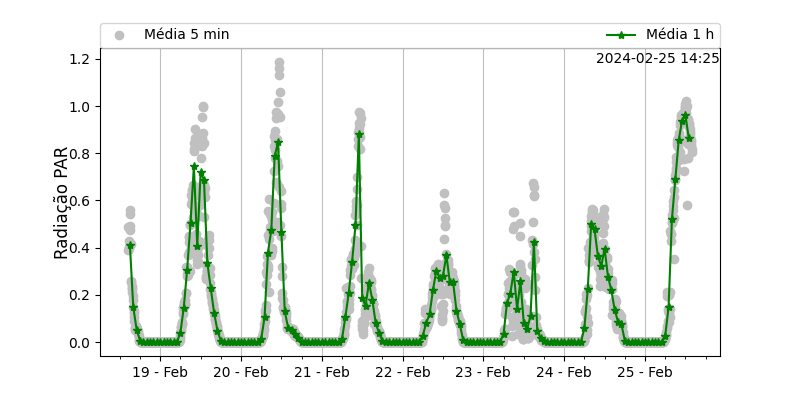 Média 5 min
Média 1 h
2024-02-25 14:25
Radiação PAR
1.2
1.0
0.8
0.6
0.4
0.2
0.0
19 - Feb
20 - Feb
21 - Feb
22 - Feb
23 - Feb
24 - Feb
25 - Feb